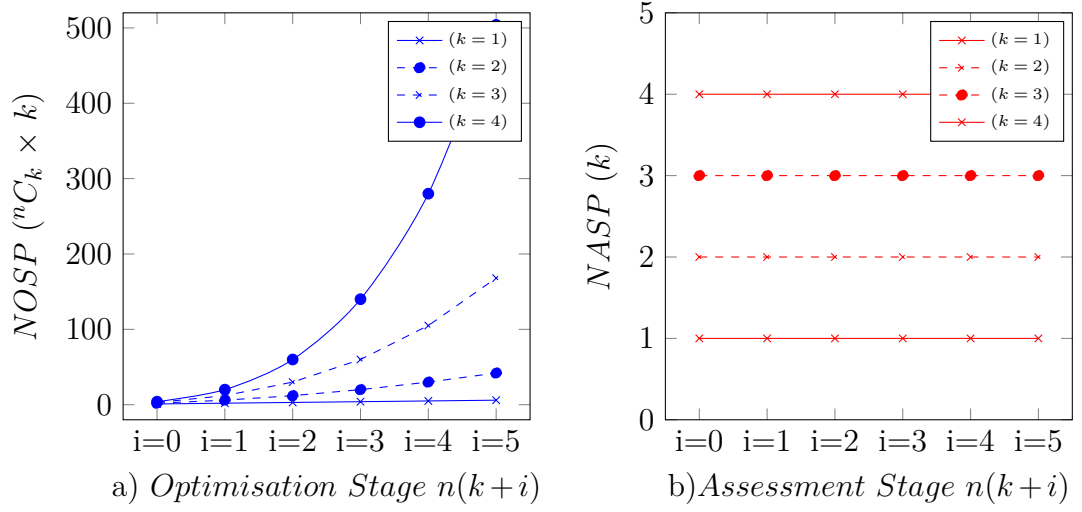 500
400
300
200
100
0
NOSP (ⁿCₖ × k)
i=0 i=1 i=2 i=3 i=4 i=5
a) Optimisation Stage n(k+i)
(k = 1)
(k = 2)
(k = 3)
(k = 4)
5
4
3
2
1
0
NASP (k)
i=0 i=1 i=2 i=3 i=4 i=5
b)Assessment Stage n(k+i)
(k = 1)
(k = 2)
(k = 3)
(k = 4)